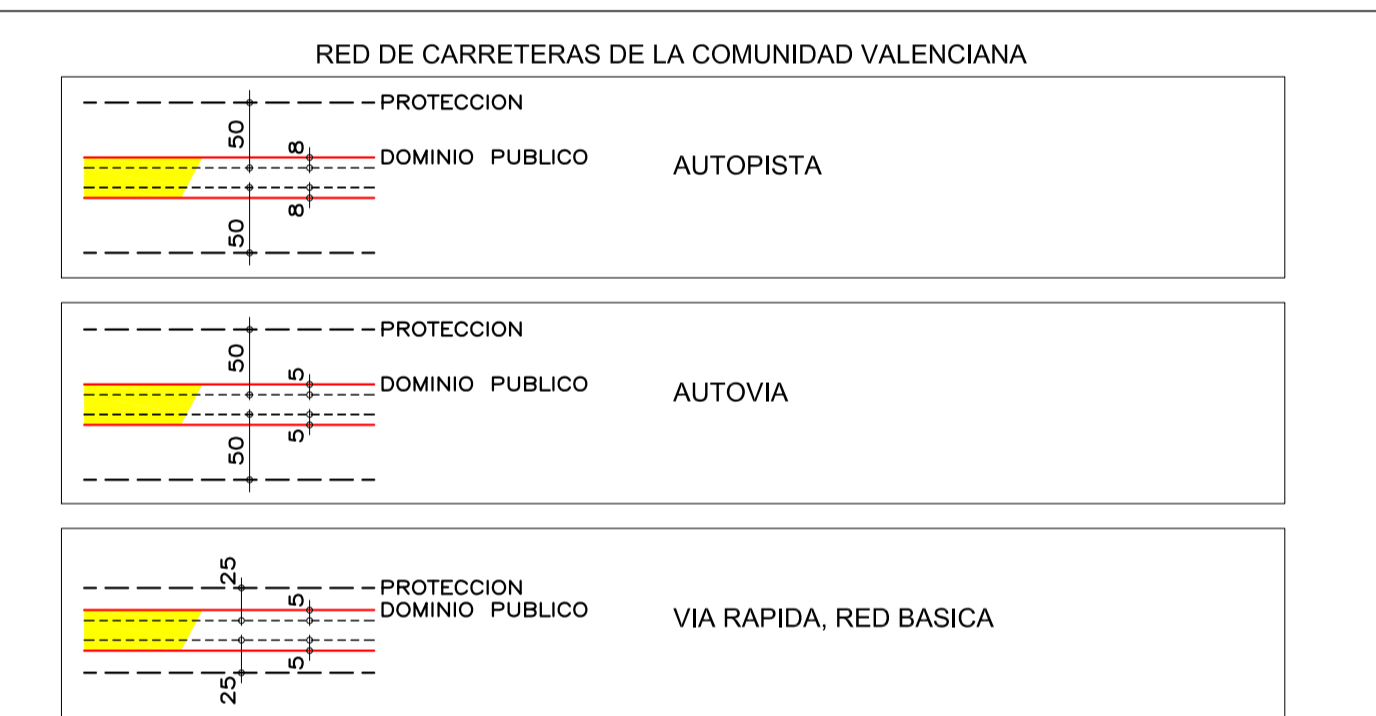 RED DE CARRETERAS DE LA COMUNIDAD VALENCIANA
PROTECCION
50
8
DOMINIO PUBLICO
AUTOPISTA
8
50
PROTECCION
50
5
DOMINIO PUBLICO
AUTOVIA
5
50
25
PROTECCION
5
DOMINIO PUBLICO
VIA RAPIDA, RED BASICA
5
25